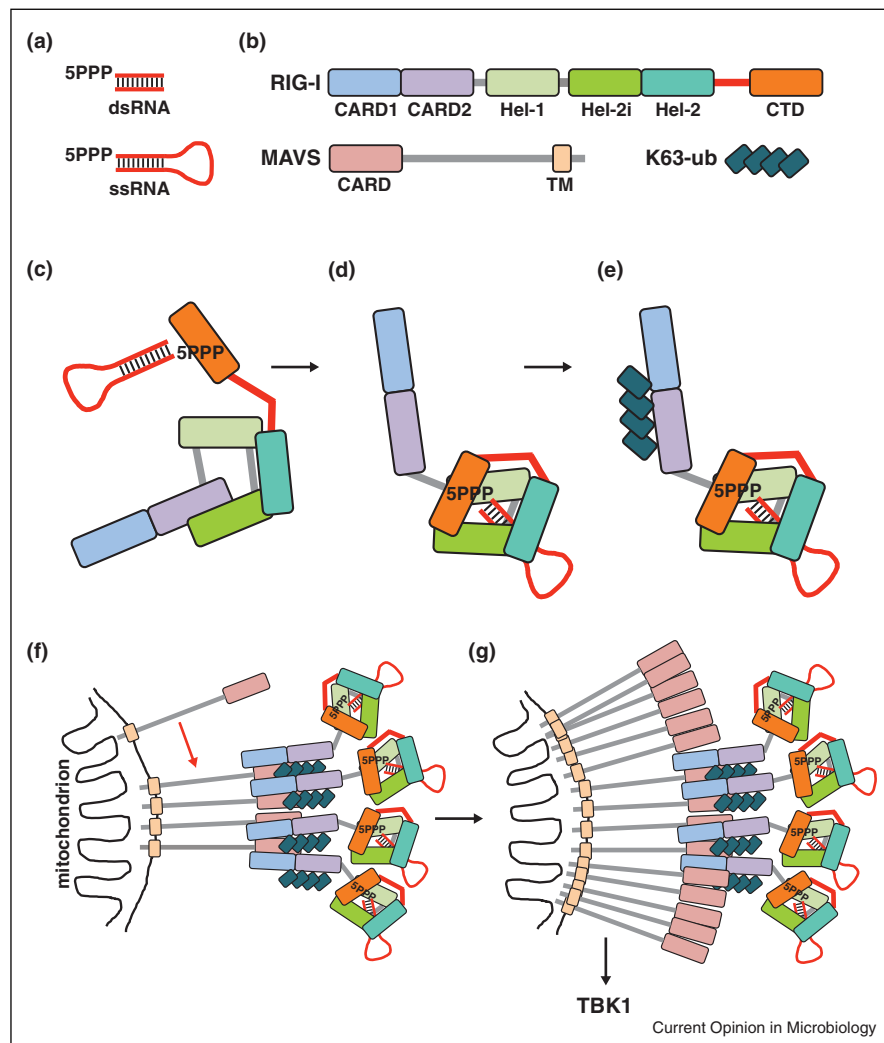 (a)
5PPP
dsRNA
5PPP
ssRNA
(b)
RIG-I
CARD1 CARD2 Hel-1 Hel-2i Hel-2 CTD
MAVS
CARD TM
K63-ub
(c)
5PPP
(d)
5PPP
(e)
5PPP
(f)
mitochondrion
5PPP
5PPP
5PPP
5PPP
(g)
5PPP
5PPP
5PPP
5PPP
TBK1
Current Opinion in Microbiology